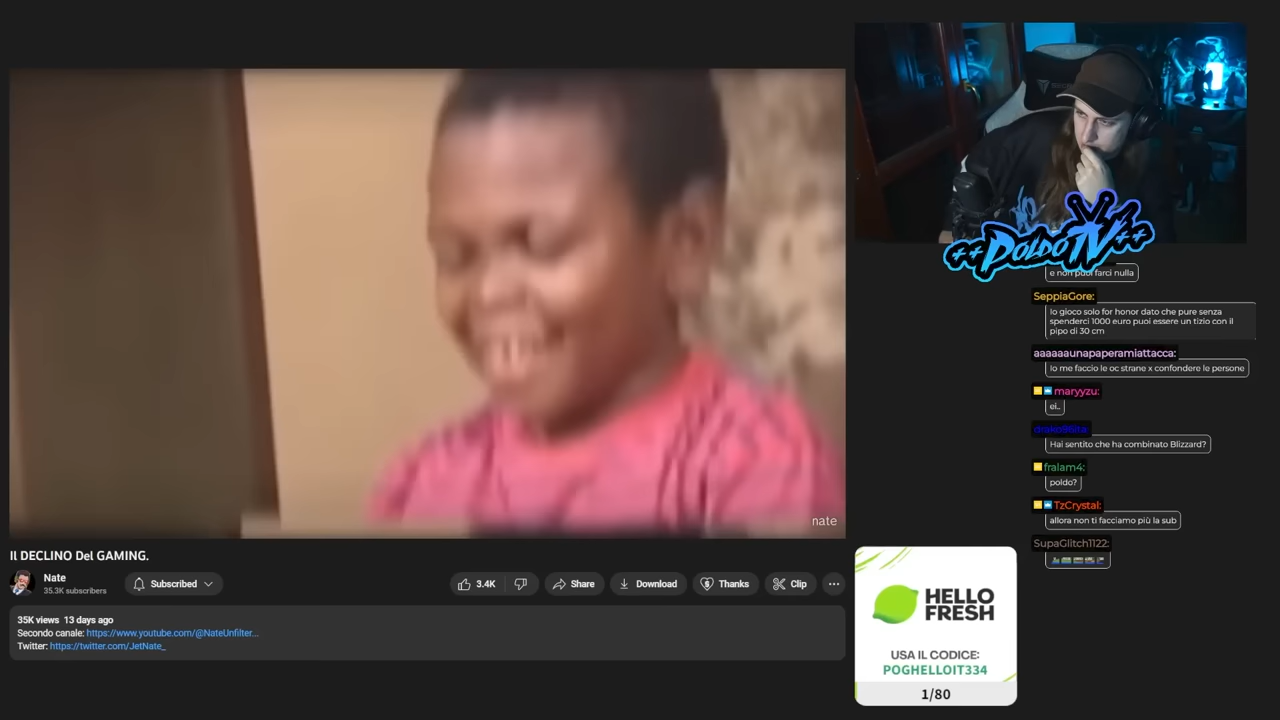 nate
Il DECLINO Del GAMING.
Nate
35.3K subscribers
Subscribed
3.4K
Share
Download
Thanks
Clip
35K views 13 days ago
Secondo canale: https://www.youtube.com/@NateUnfilter...
Twitter: https://twitter.com/JetNate_
++POLDO TV++
e non puoi farci nulla
SeppiaGore:
Io gioco solo for honor dato che pure senza
spenderci 1000 euro puoi essere un tizio con il
pipo di 30 cm
aaaaaaunapaperamiattacca:
Io me faccio le oc strane x confondere le persone
maryyzu:
ei..
Hai sentito che ha combinato Blizzard?
fralam4:
poldo?
TzCrystal:
allora non ti facciamo più la sub
SupaGlitch1122:
HELLO
FRESH
USA IL CODICE:
POGHELLOIT334
1/80